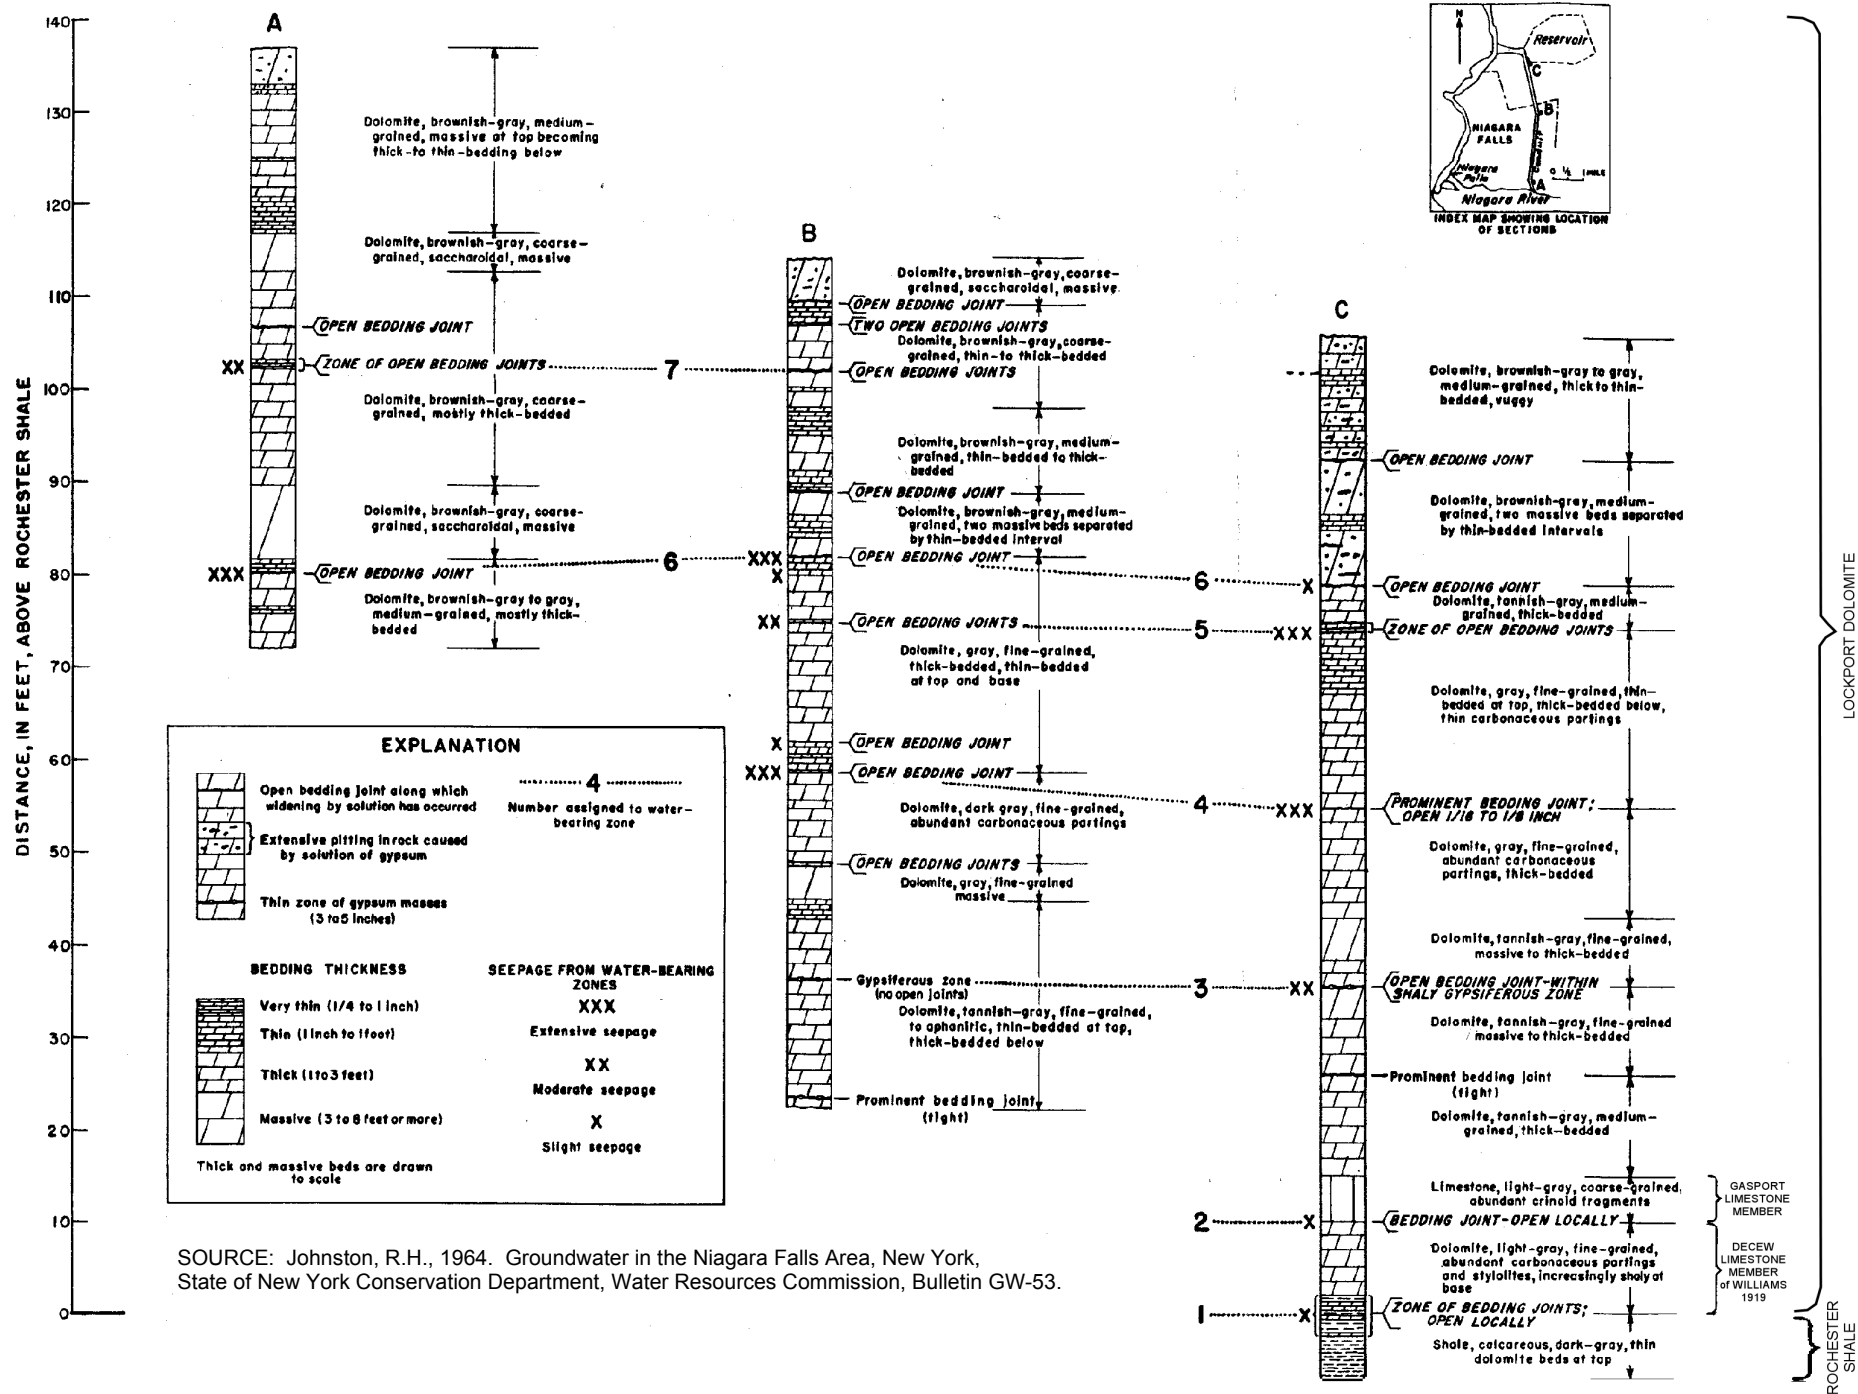 DISTANCE, IN FEET, ABOVE ROCHESTER SHALE
140
130
120
110
100
90
80
70
60
50
40
30
20
10
0
A
Dolomite, brownish-gray, medium-
grained, massive at top becoming
thick-to thin-bedding below
Dolomite, brownish-gray, coarse-
grained, saccharoidal, massive
OPEN BEDDING JOINT
XX
ZONE OF OPEN BEDDING JOINTS
7
Dolomite, brownish-gray, coarse-
grained, mostly thick-bedded
Dolomite, brownish-gray, coarse-
grained, saccharoidal, massive
6
XXX
OPEN BEDDING JOINT
Dolomite, brownish-gray to gray,
medium-grained, mostly thick-
bedded
B
Dolomite, brownish-gray, coarse-
grained, saccharoidal, massive
OPEN BEDDING JOINT
TWO OPEN BEDDING JOINTS
Dolomite, brownish-gray, coarse-
grained, thin-to thick-bedded
OPEN BEDDING JOINTS
Dolomite, brownish-gray, medium-
grained, thin-bedded to thick-
bedded
OPEN BEDDING JOINT
Dolomite, brownish-gray, medium-
grained, two massive beds separated
by thin-bedded interval
XXX
OPEN BEDDING JOINT
X
6
XX
OPEN BEDDING JOINTS
5
Dolomite, gray, fine-grained,
thick-bedded, thin-bedded
at top and base
X
OPEN BEDDING JOINT
XXX
OPEN BEDDING JOINT
4
Dolomite, dark gray, fine-grained,
abundant carbonaceous partings
OPEN BEDDING JOINTS
Dolomite, gray, fine-grained
massive
Gypsiferous zone
(no open joints)
3
Dolomite, tannish-gray, fine-grained,
to aphanitic, thin-bedded at top,
thick-bedded below
Prominent bedding joint
(tight)
N
Reservoir
C
B
NIAGARA
FALLS
Conduits
Niagara
Falls
0 ½ 1 MILE
A
Niagara River
INDEX MAP SHOWING LOCATION
OF SECTIONS
C
Dolomite, brownish-gray to gray,
medium-grained, thick to thin-
bedded, vuggy
OPEN BEDDING JOINT
Dolomite, brownish-gray, medium-
grained, two massive beds separated
by thin-bedded intervals
X
OPEN BEDDING JOINT
Dolomite, tannish-gray, medium-
grained, thick-bedded
XXX
ZONE OF OPEN BEDDING JOINTS
Dolomite, gray, fine-grained, thin-
bedded at top, thick-bedded below,
thin carbonaceous partings
XXX
PROMINENT BEDDING JOINT;
OPEN 1/16 TO 1/8 INCH
Dolomite, gray, fine-grained,
abundant carbonaceous
partings, thick-bedded
Dolomite, tannish-gray, fine-grained,
massive to thick-bedded
XX
OPEN BEDDING JOINT-WITHIN
SHALY GYPSIFEROUS ZONE
Dolomite, tannish-gray, fine-grained
massive to thick-bedded
Prominent bedding joint
(tight)
Dolomite, tannish-gray, medium-
grained, thick-bedded
Limestone, light-gray, coarse-grained,
abundant crinoid fragments
2
X
BEDDING JOINT-OPEN LOCALLY
Dolomite, light-gray, fine-grained,
abundant carbonaceous partings
and stylolites, increasingly shaly at
base
1
X
ZONE OF BEDDING JOINTS;
OPEN LOCALLY
Shale, calcareous, dark-gray, thin
dolomite beds at top
GASPORT
LIMESTONE
MEMBER
DECEW
LIMESTONE
MEMBER
of WILLIAMS
1919
LOCKPORT DOLOMITE
ROCHESTER
SHALE
EXPLANATION
Open bedding joint along which
widening by solution has occurred
Extensive pitting in rock caused
by solution of gypsum
Thin zone of gypsum masses
(3 to 5 inches)
4
Number assigned to water-
bearing zone
BEDDING THICKNESS
Very thin (1/4 to 1 inch)
Thin (1 inch to 1 foot)
Thick (1 to 3 feet)
Massive (3 to 8 feet or more)
Thick and massive beds are drawn
to scale
SEEPAGE FROM WATER-BEARING
ZONES
XXX
Extensive seepage
XX
Moderate seepage
X
Slight seepage
SOURCE: Johnston, R.H., 1964. Groundwater in the Niagara Falls Area, New York,
State of New York Conservation Department, Water Resources Commission, Bulletin GW-53.